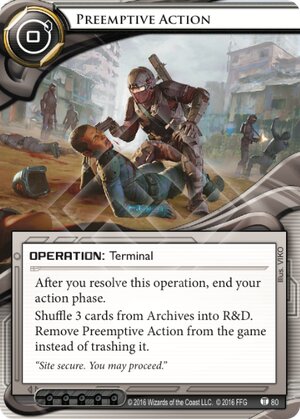 PREEMPTIVE ACTION
0
OPERATION: Terminal
After you resolve this operation, end your
action phase.
Shuffle 3 cards from Archives into R&D.
Remove Preemptive Action from the game
instead of trashing it.
"Site secure. You may proceed."
Illus. VIKO
© 2016 Wizards of the Coast LLC. © 2016 FFG
80